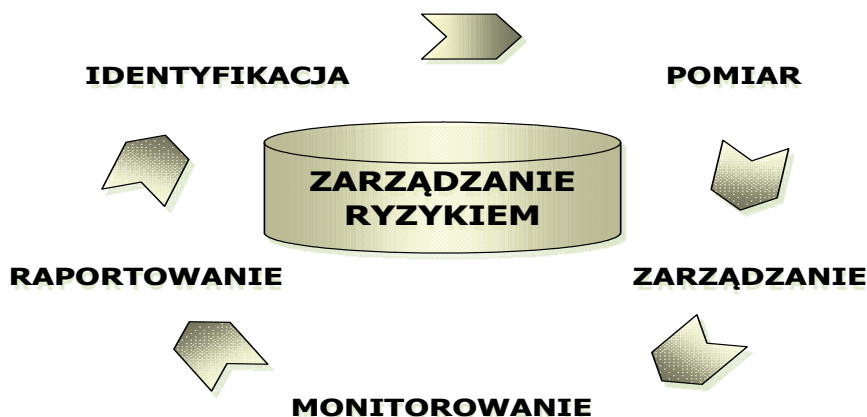 IDENTYFIKACJA
POMIAR
ZARZĄDZANIE
RYZYKIEM
RAPORTOWANIE
ZARZĄDZANIE
MONITOROWANIE